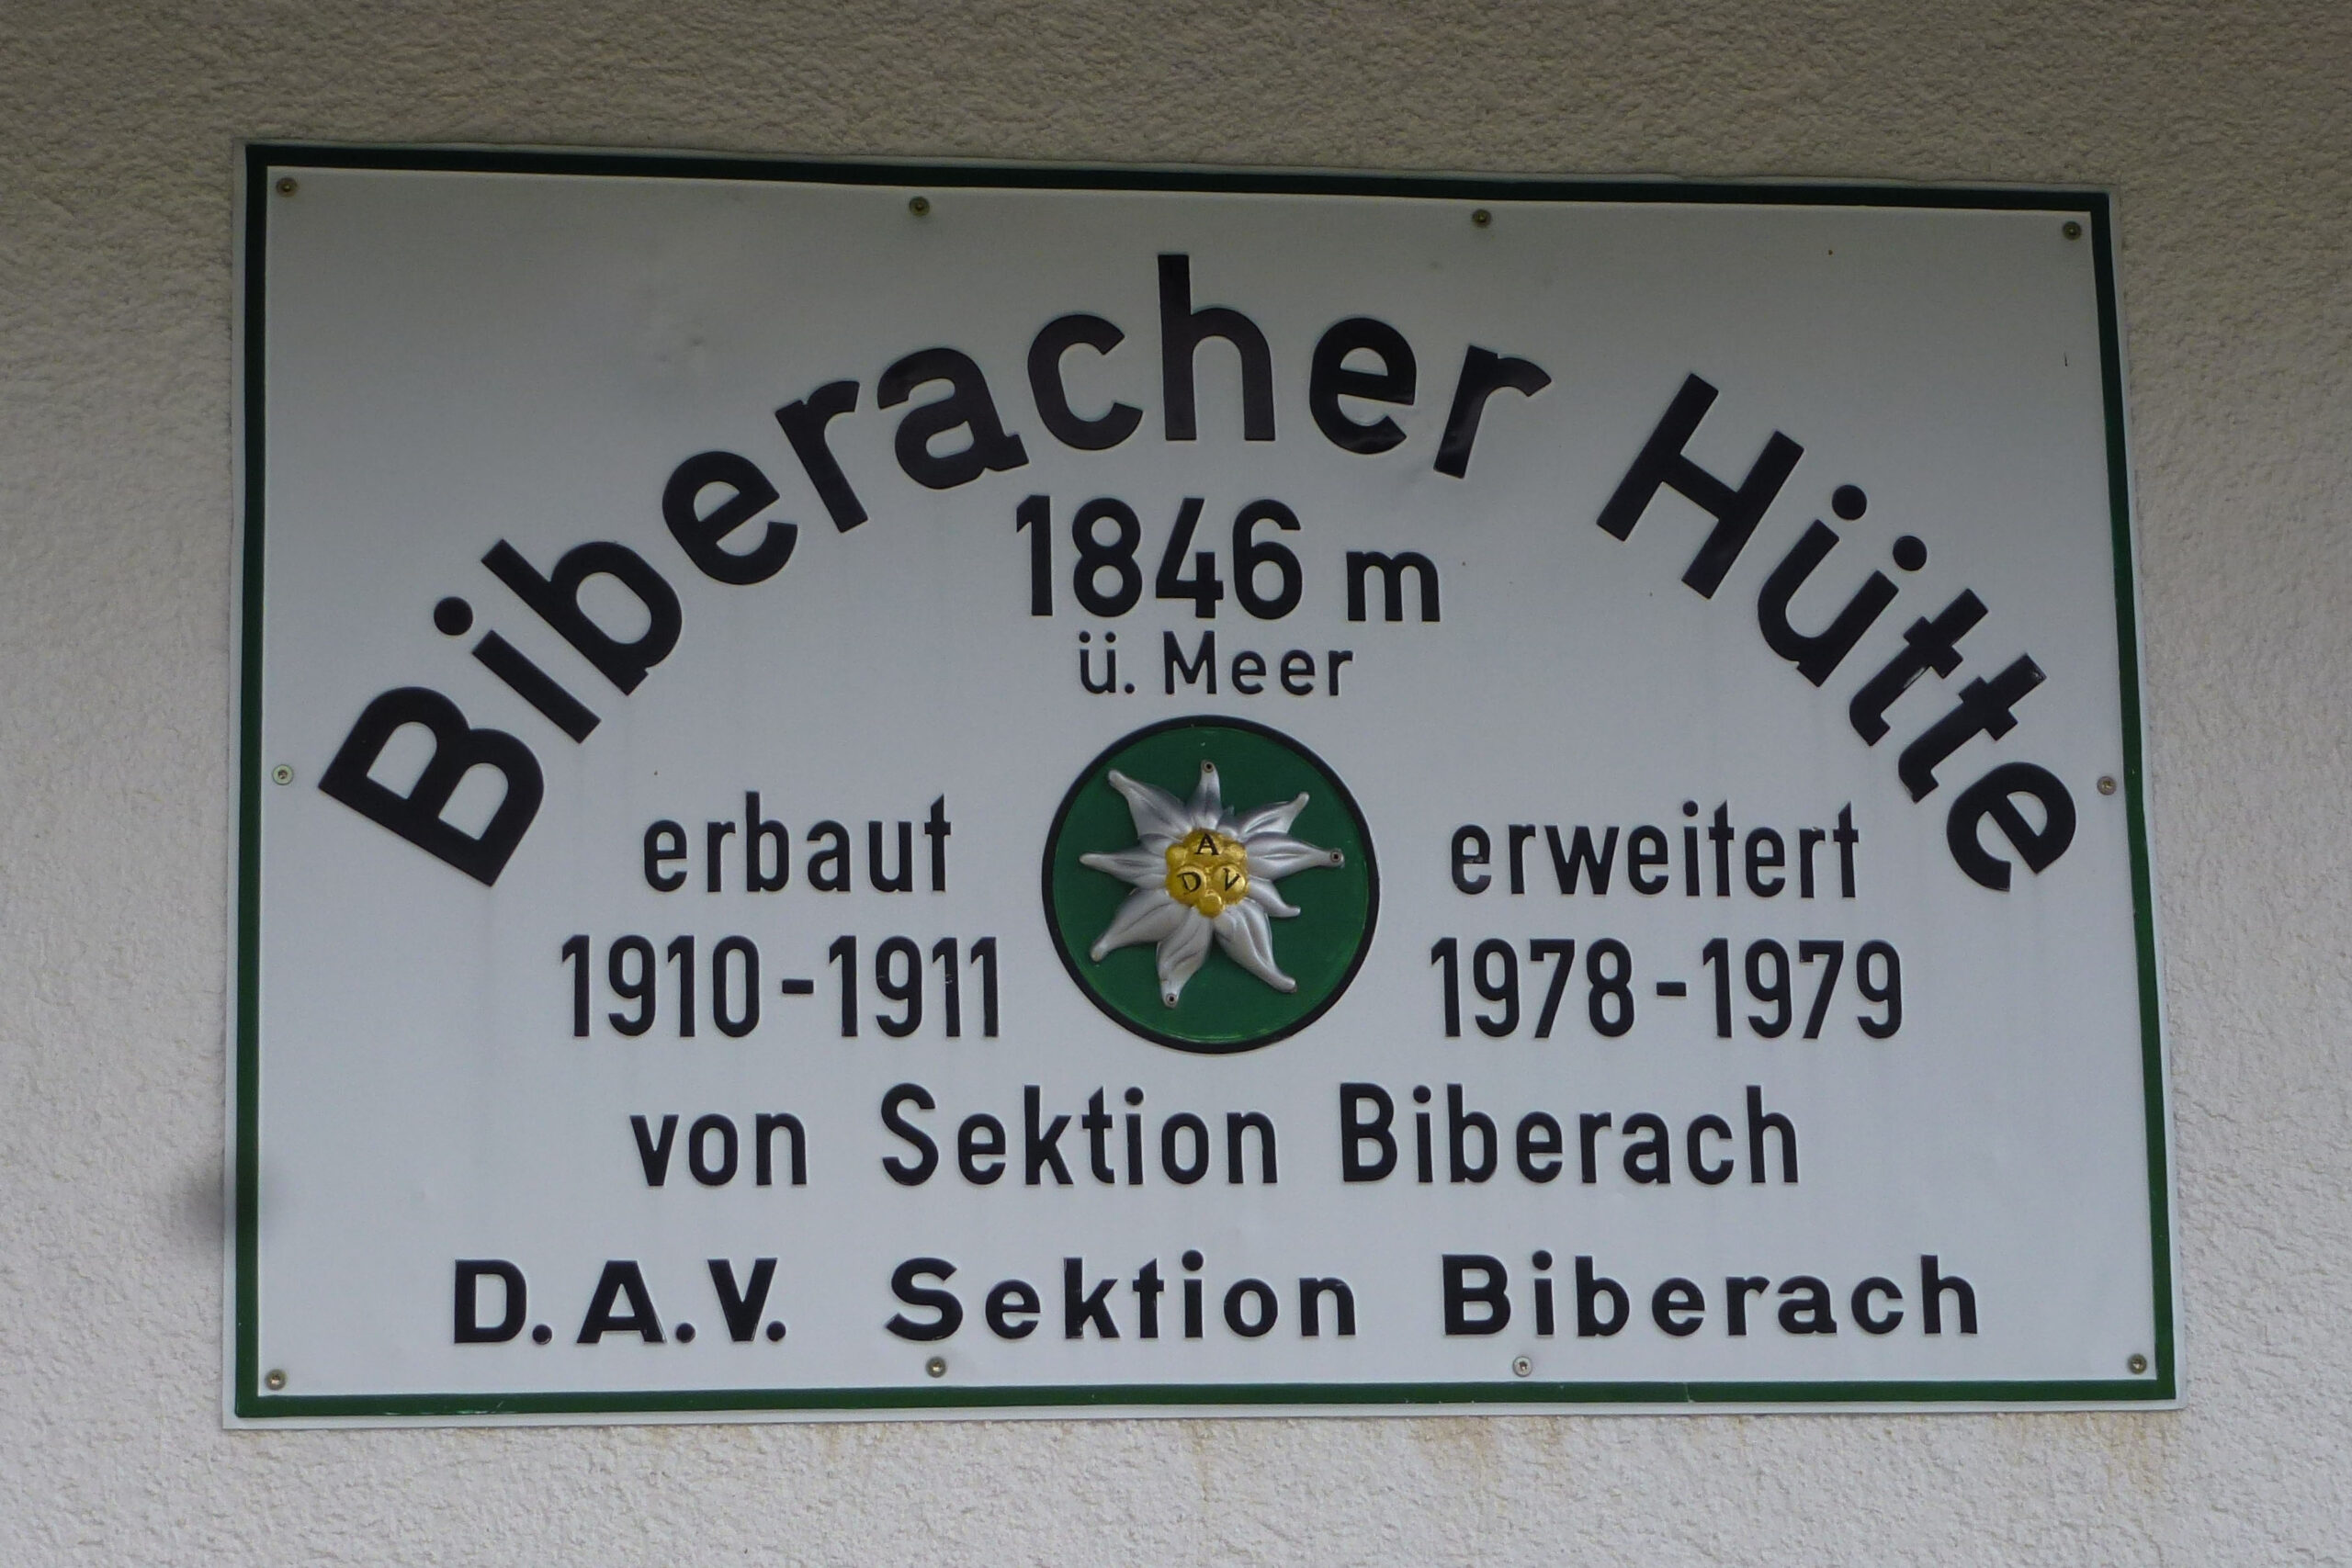 Biberacher Hütte
1846 m
ü. Meer
erbaut
1910-1911
A
D V
erweitert
1978-1979
von Sektion Biberach
D.A.V. Sektion Biberach